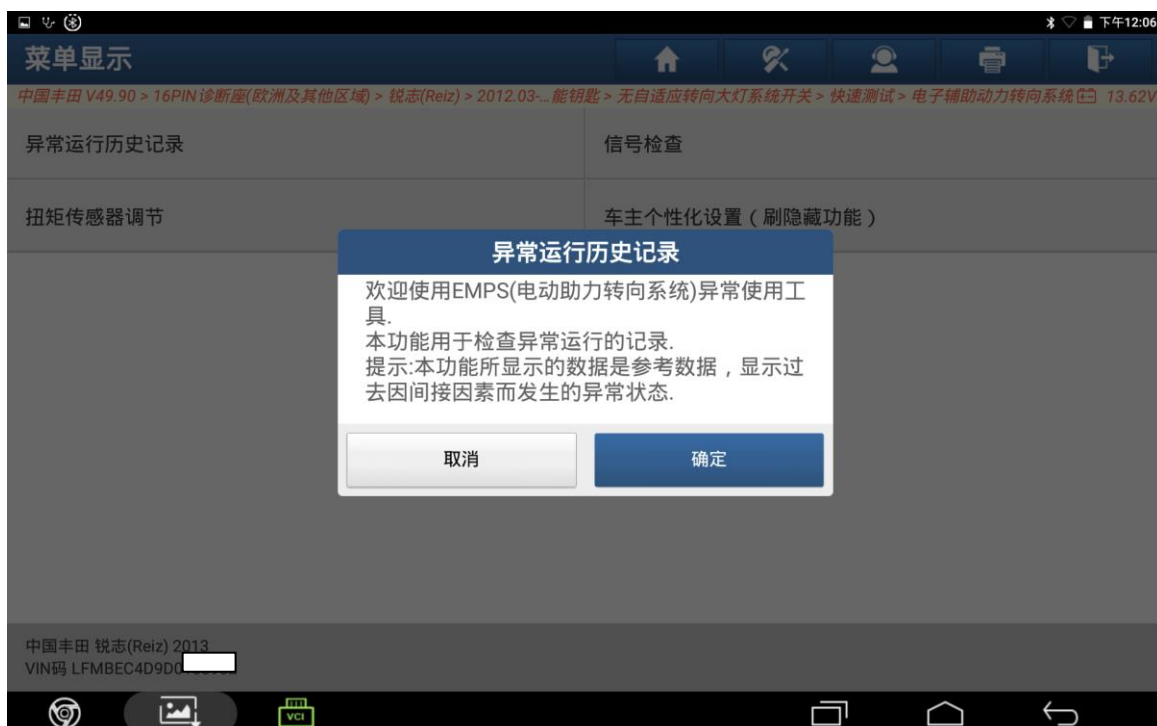 下午12:06
菜单显示
中国丰田 V49.90 > 16PIN诊断座(欧洲及其他区域) > 锐志(Reiz) > 2012.03-...能钥匙 > 无自适应转向大灯系统开关 > 快速测试 > 电子辅助动力转向系统 13.62V
异常运行历史记录
信号检查
扭矩传感器调节
车主个性化设置（刷隐藏功能）
异常运行历史记录
欢迎使用EMPS(电动助力转向系统)异常使用工
具.
本功能用于检查异常运行的记录.
提示:本功能所显示的数据是参考数据，显示过
去因间接因素而发生的异常状态.
取消
确定
中国丰田 锐志(Reiz) 2013
VIN码 LFMBEC4D9D0
VCI